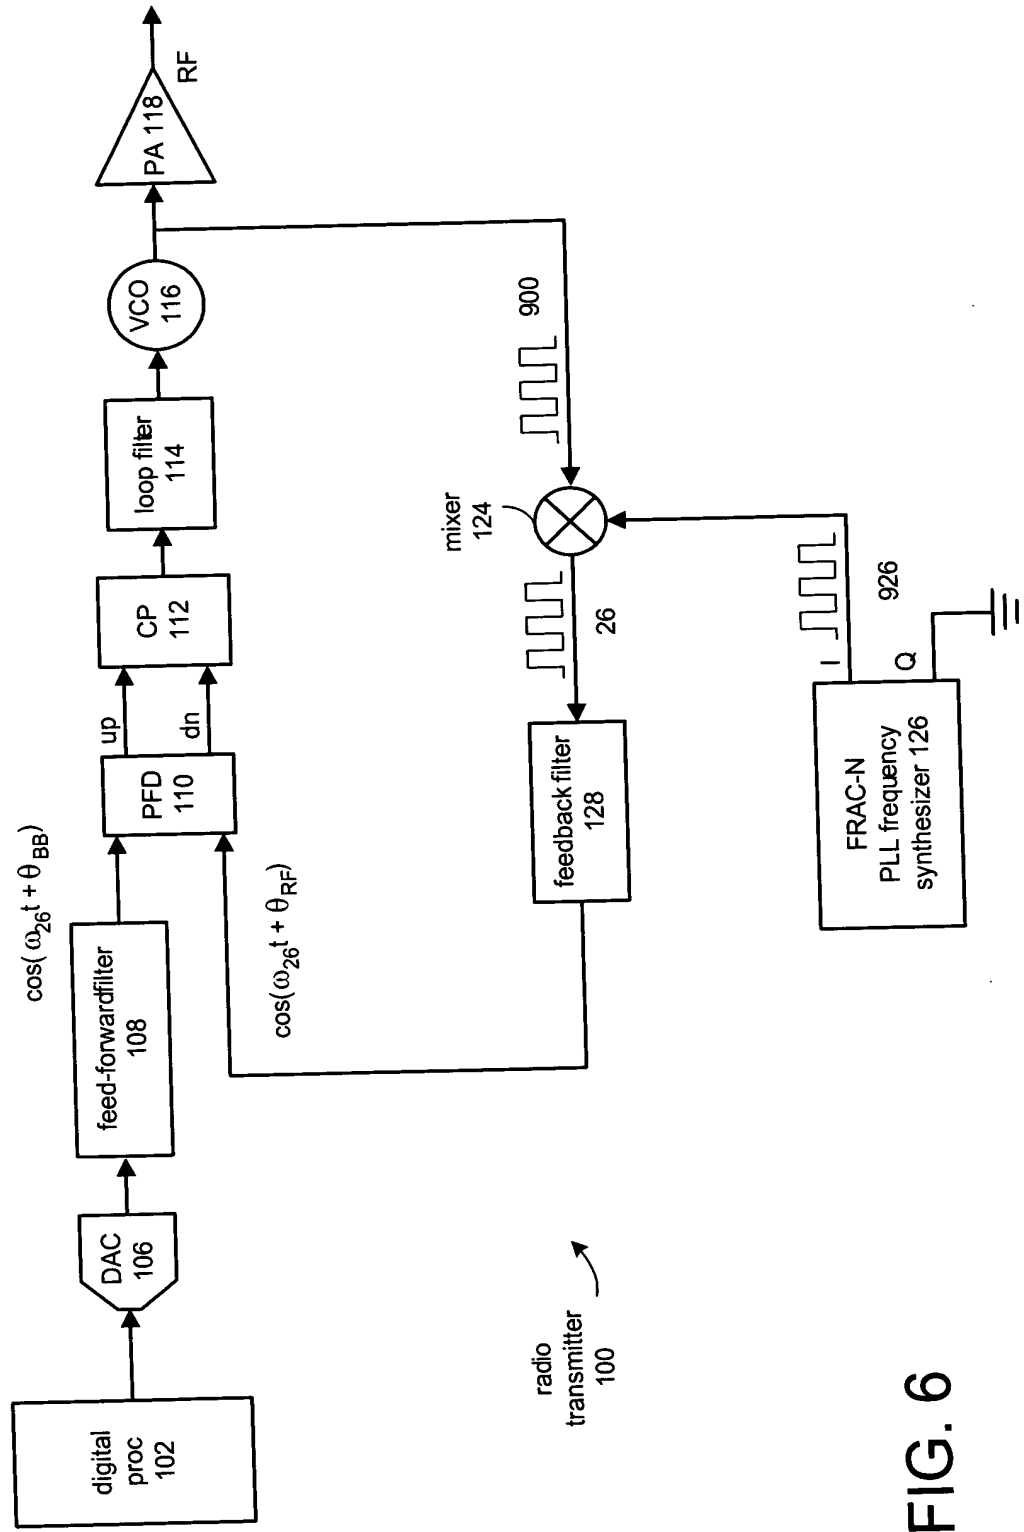 digital
proc
102
DAC
106
feed-forwardfilter
108
cos(ω26t + θBB)
PFD
110
up
dn
CP
112
loop filter
114
VCO
116
PA 118
RF
cos(ω26t + θRF)
feedback filter
128
26
mixer
124
900
radio
transmitter
100
FRAC-N
PLL frequency
synthesizer 126
I
Q
926
FIG. 6